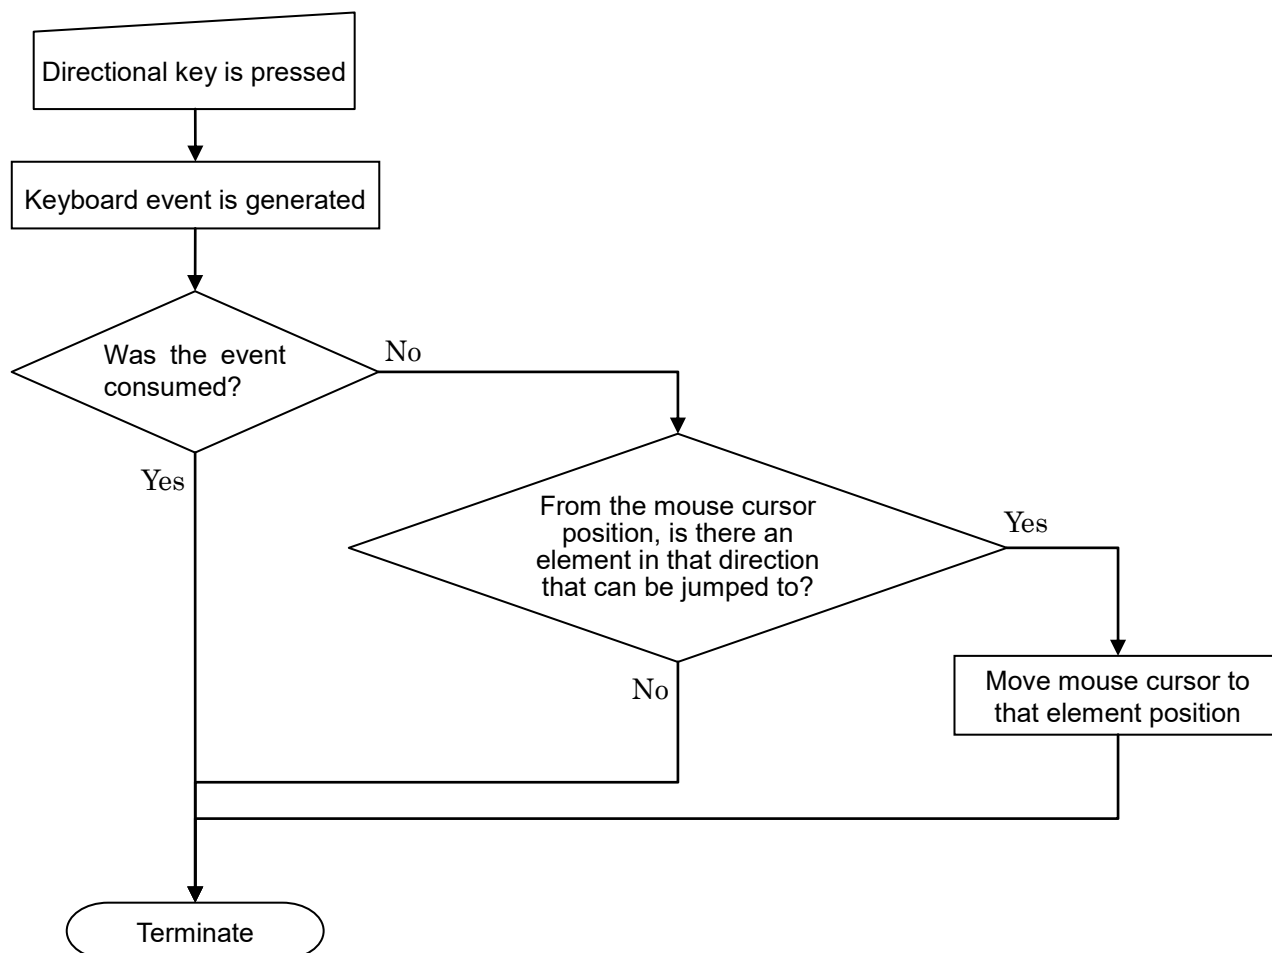 Directional key is pressed
Keyboard event is generated
Was the event
consumed?
No
Yes
From the mouse cursor
position, is there an
element in that direction
that can be jumped to?
Yes
No
Move mouse cursor to
that element position
Terminate